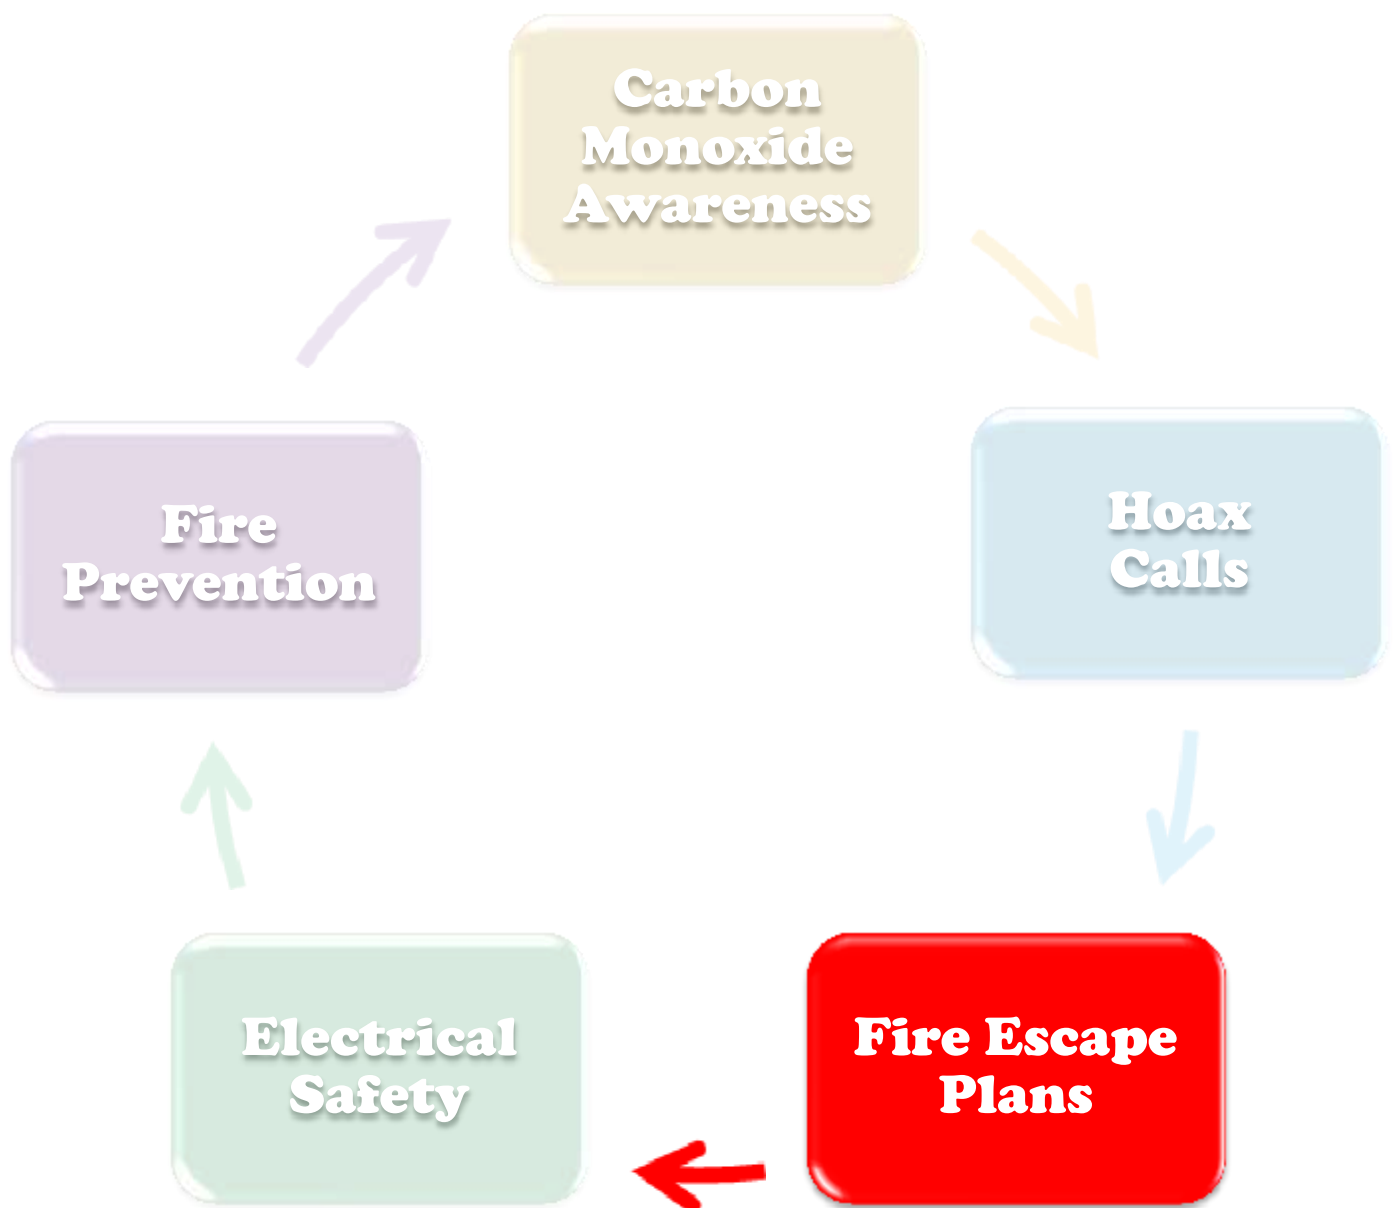 Carbon
Monoxide
Awareness
Hoax
Calls
Fire Escape
Plans
Electrical
Safety
Fire
Prevention